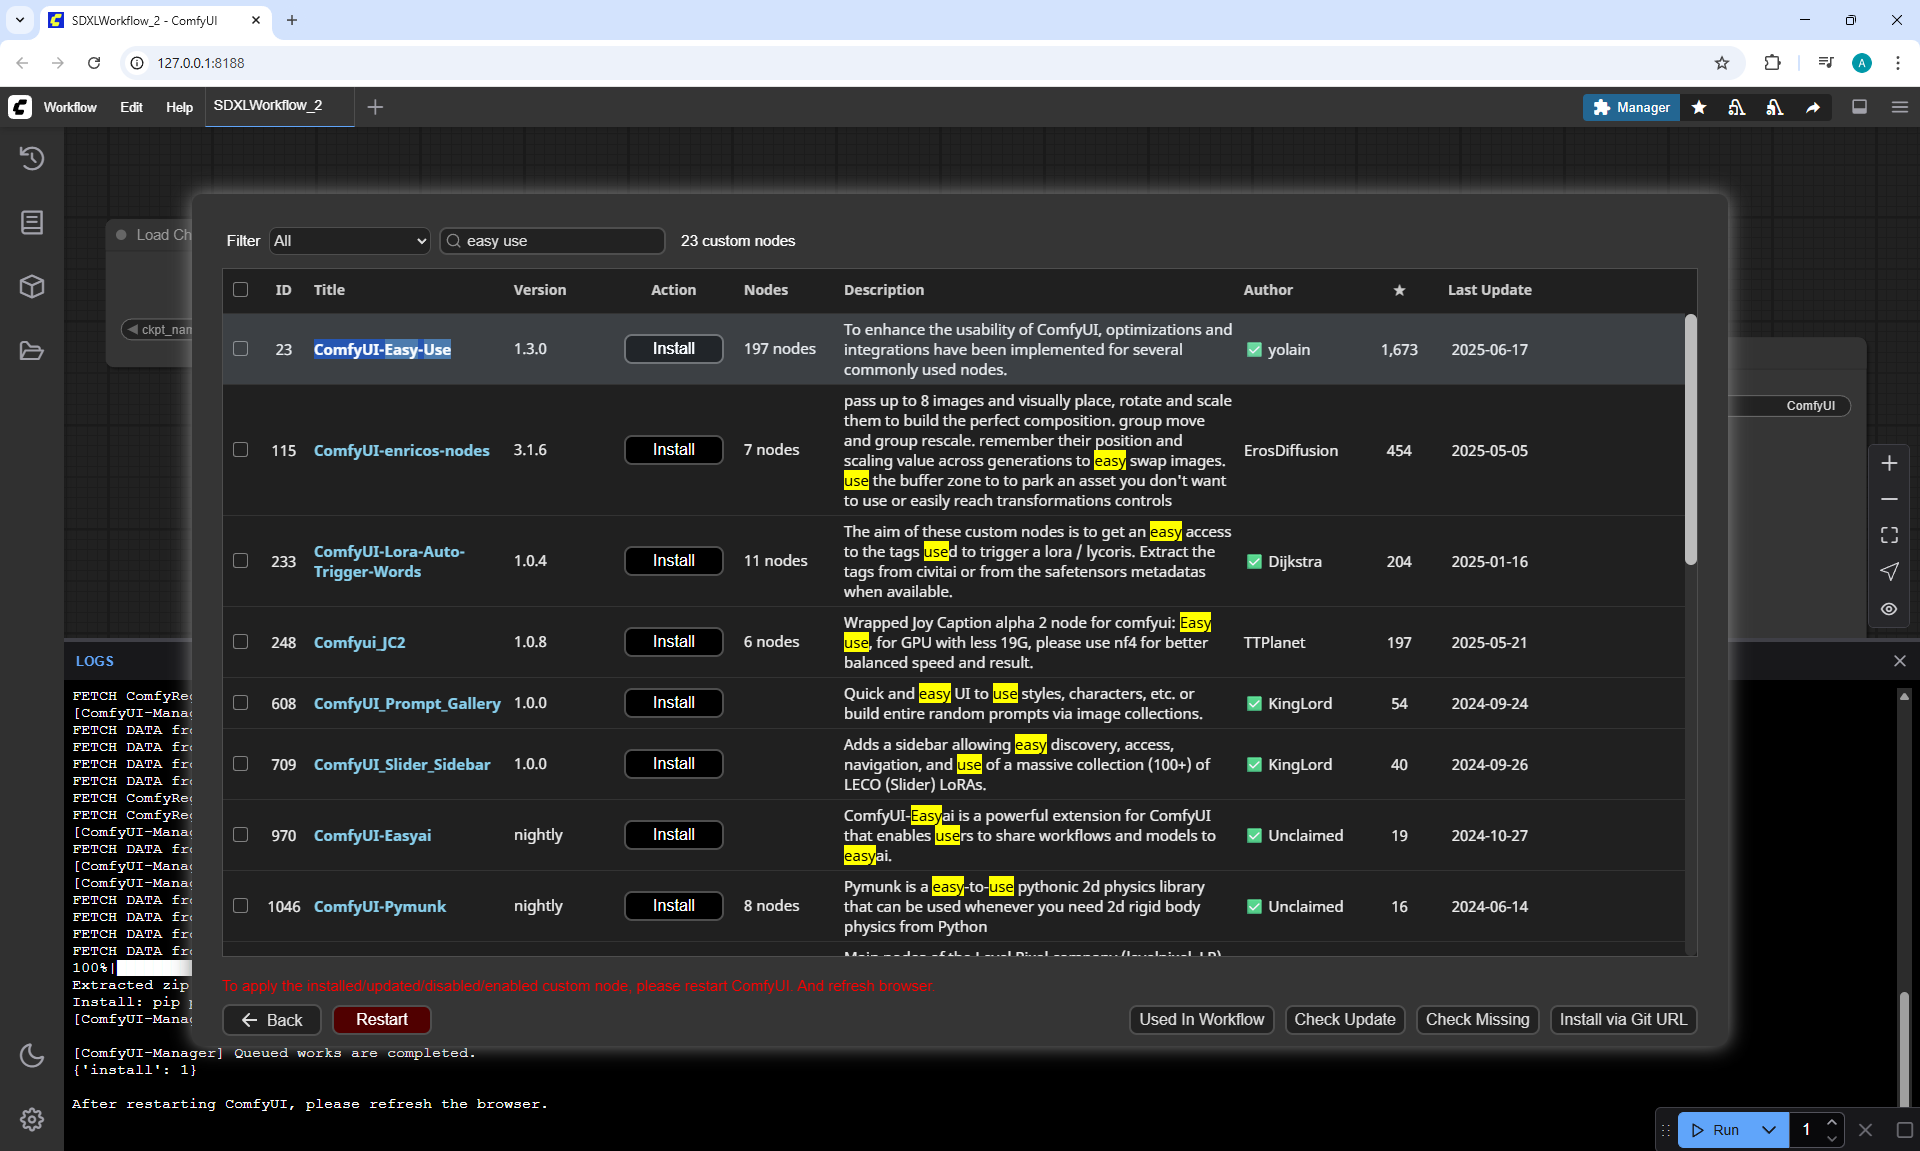 SDXLWorkflow_2 - ComfyUI
127.0.0.1:8188
A
Workflow Edit Help SDXLWorkflow_2
Manager
Load Ch
ckpt_nam
ComfyUI
Filter All easy use 23 custom nodes
ID Title Version Action Nodes Description Author ★ Last Update
23 ComfyUI-Easy-Use 1.3.0 Install 197 nodes
To enhance the usability of ComfyUI, optimizations and
integrations have been implemented for several
commonly used nodes.
yolain 1,673 2025-06-17
115 ComfyUI-enricos-nodes 3.1.6 Install 7 nodes
pass up to 8 images and visually place, rotate and scale
them to build the perfect composition. group move
and group rescale. remember their position and
scaling value across generations to easy swap images.
use the buffer zone to to park an asset you don't want
to use or easily reach transformations controls
ErosDiffusion 454 2025-05-05
233 ComfyUI-Lora-Auto-
Trigger-Words
1.0.4 Install 11 nodes
The aim of these custom nodes is to get an easy access
to the tags used to trigger a lora / lycoris. Extract the
tags from civitai or from the safetensors metadatas
when available.
Dijkstra 204 2025-01-16
248 Comfyui_JC2 1.0.8 Install 6 nodes
Wrapped Joy Caption alpha 2 node for comfyui: Easy
use, for GPU with less 19G, please use nf4 for better
balanced speed and result.
TTPlanet 197 2025-05-21
608 ComfyUI_Prompt_Gallery 1.0.0 Install
Quick and easy UI to use styles, characters, etc. or
build entire random prompts via image collections.
KingLord 54 2024-09-24
709 ComfyUI_Slider_Sidebar 1.0.0 Install
Adds a sidebar allowing easy discovery, access,
navigation, and use of a massive collection (100+) of
LECO (Slider) LoRAs.
KingLord 40 2024-09-26
970 ComfyUI-Easyai nightly Install
ComfyUI-Easyai is a powerful extension for ComfyUI
that enables users to share workflows and models to
easyai.
Unclaimed 19 2024-10-27
1046 ComfyUI-Pymunk nightly Install 8 nodes
Pymunk is a easy-to-use pythonic 2d physics library
that can be used whenever you need 2d rigid body
physics from Python
Unclaimed 16 2024-06-14
To apply the installed/updated/disabled/enabled custom node, please restart ComfyUI. And refresh browser.
Back Restart Used In Workflow Check Update Check Missing Install via Git URL
LOGS
FETCH ComfyReg
[ComfyUI-Manag
FETCH DATA fro
FETCH DATA fro
FETCH DATA fro
FETCH DATA fro
FETCH ComfyReg
FETCH ComfyReg
[ComfyUI-Manag
FETCH DATA fro
[ComfyUI-Manag
[ComfyUI-Manag
FETCH DATA fro
FETCH DATA fro
FETCH DATA fro
FETCH DATA fro
100%|
Extracted zip
Install: pip p
[ComfyUI-Manag
[ComfyUI-Manager] Queued works are completed.
{'install': 1}
After restarting ComfyUI, please refresh the browser.
Run 1